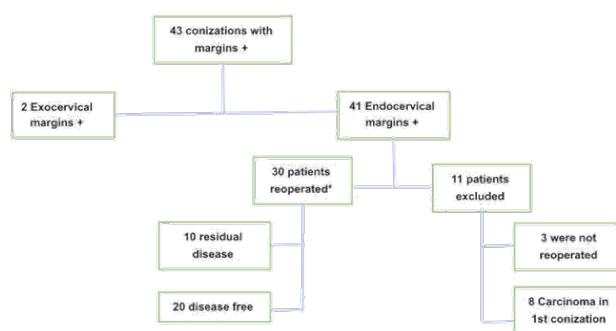 43 conizations with
margins +
2 Exocervical
margins +
41 Endocervical
margins +
30 patients
reoperated*
11 patients
excluded
10 residual
disease
3 were not
reoperated
20 disease free
8 Carcinoma in
1st conization